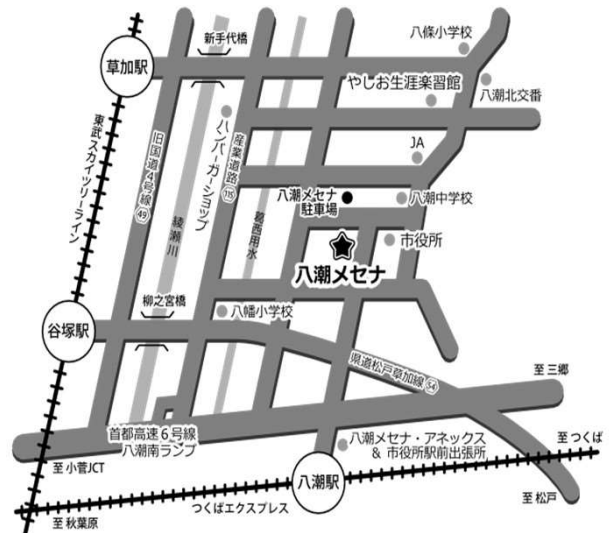 新手代橋
八條小学校
草加駅
やしお生涯楽習館
八潮北交番
東武スカイツリーライン
旧国道4号線㊾
ハンバーガーショップ
産業道路⑮
JA
綾瀬川
葛西用水
八潮メセナ
駐車場
八潮中学校
市役所
八潮メセナ
柳之宮橋
八幡小学校
谷塚駅
県道松戸草加線54
至 三郷
首都高速6号線
八潮南ランプ
八潮メセナ・アネックス
& 市役所駅前出張所
至 つくば
至 小菅JCT
八潮駅
つくばエクスプレス
至 松戸
至 秋葉原